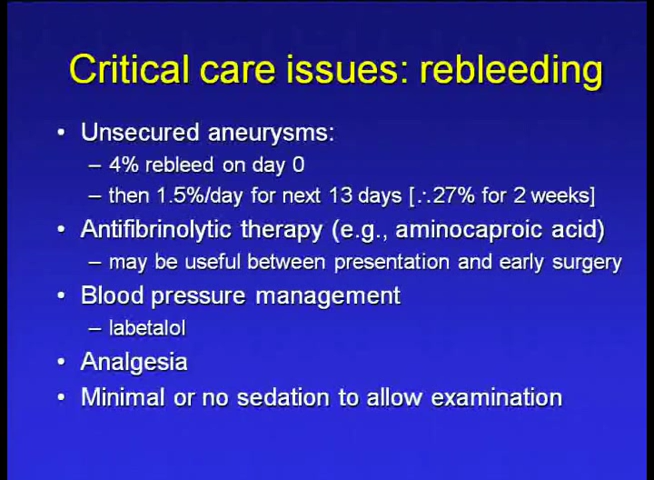 Critical care issues: rebleeding
• Unsecured aneurysms:
– 4% rebleed on day 0
– then 1.5%/day for next 13 days [∴27% for 2 weeks]
• Antifibrinolytic therapy (e.g., aminocaproic acid)
– may be useful between presentation and early surgery
• Blood pressure management
– labetalol
• Analgesia
• Minimal or no sedation to allow examination